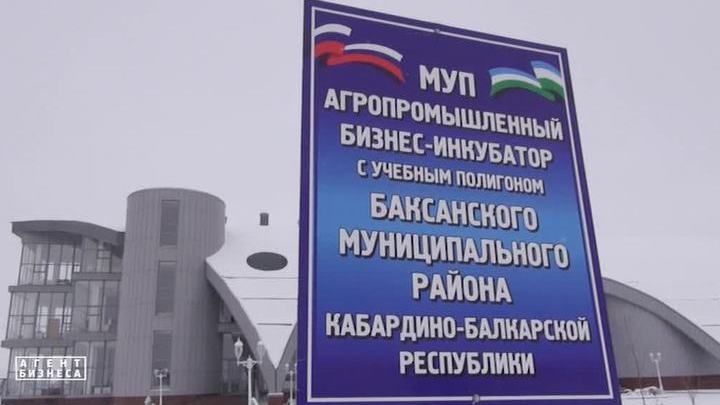 МУП
АГРОПРОМЫШЛЕННЫЙ
БИЗНЕС-ИНКУБАТОР
С УЧЕБНЫМ ПОЛИГОНОМ
БАКСАНСКОГО
МУНИЦИПАЛЬНОГО
РАЙОНА
КАБАРДИНО-БАЛКАРСКОЙ
РЕСПУБЛИКИ
АГЕНТ
БИЗНЕСА